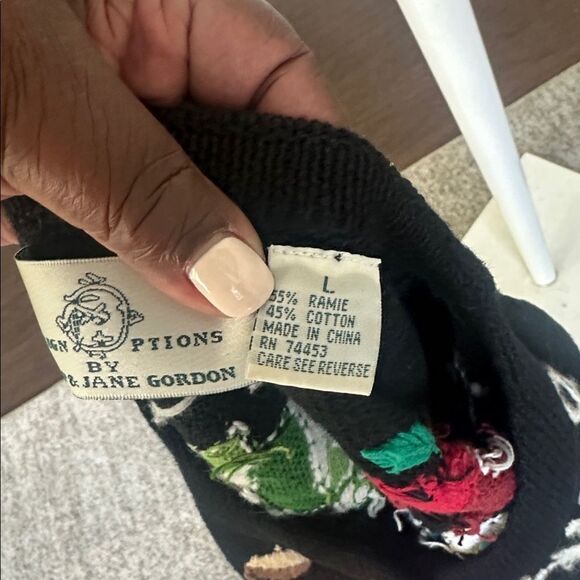 PTIONS
BY
& JANE GORDON
L
55% RAMIE
45% COTTON
MADE IN CHINA
RN 74453
CARE SEE REVERSE